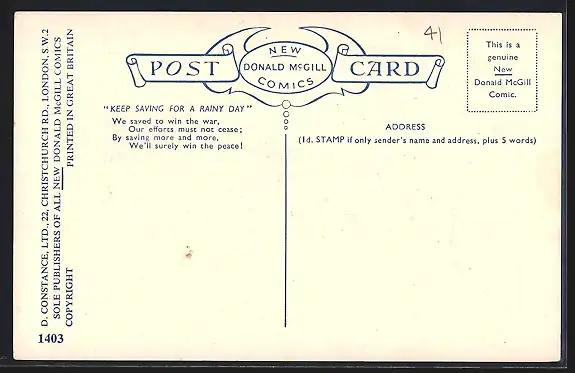 41
POST
NEW
DONALD McGILL
COMICS
CARD
This is a
genuine
New
Donald McGill
Comic.
"KEEP SAVING FOR A RAINY DAY"
We saved to win the war,
Our efforts must not cease;
By saving more and more,
We'll surely win the peace!
ADDRESS
(1d. STAMP if only sender's name and address, plus 5 words)
D. CONSTANCE, LTD., 22, CHRISTCHURCH RD., LONDON, S.W.2
SOLE PUBLISHERS OF ALL NEW DONALD McGILL COMICS
COPYRIGHT PRINTED IN GREAT BRITAIN
1403